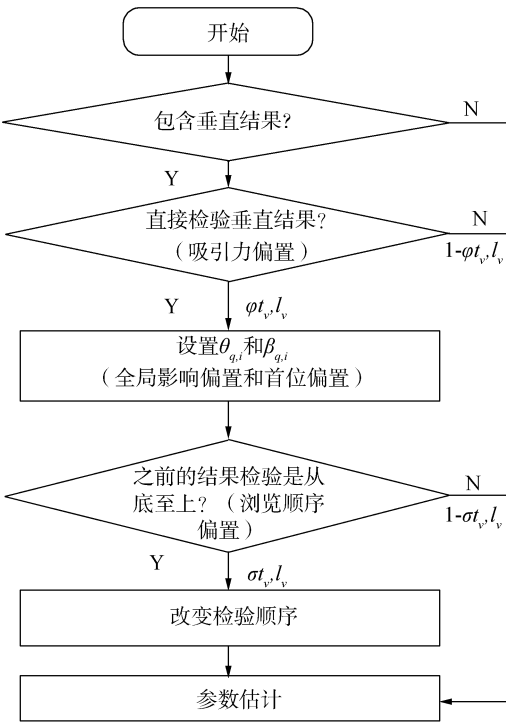 开始
包含垂直结果?
N
Y
直接检验垂直结果?
(吸引力偏置)
N
1-φt_v,l_v
Y
φt_v,l_v
设置θ_{q,i}和β_{q,i}
(全局影响偏置和首位偏置)
之前的结果检验是从
底至上? (浏览顺序
偏置)
N
1-σt_v,l_v
Y
σt_v,l_v
改变检验顺序
参数估计